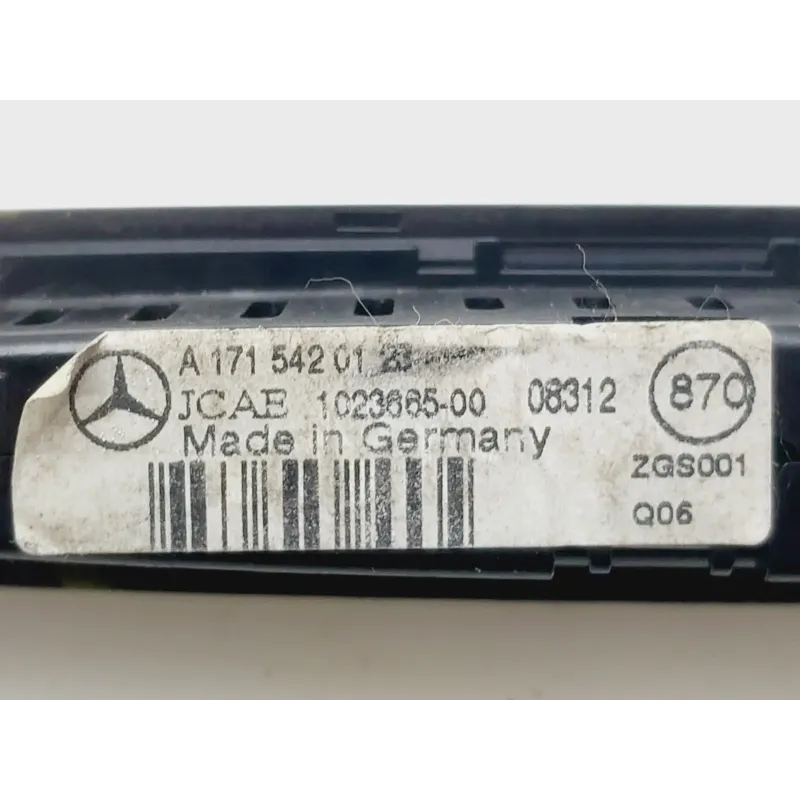 A 171 542 01
JCAE 1023665-00 08312 870
Made in Germany
ZGS001
Q06